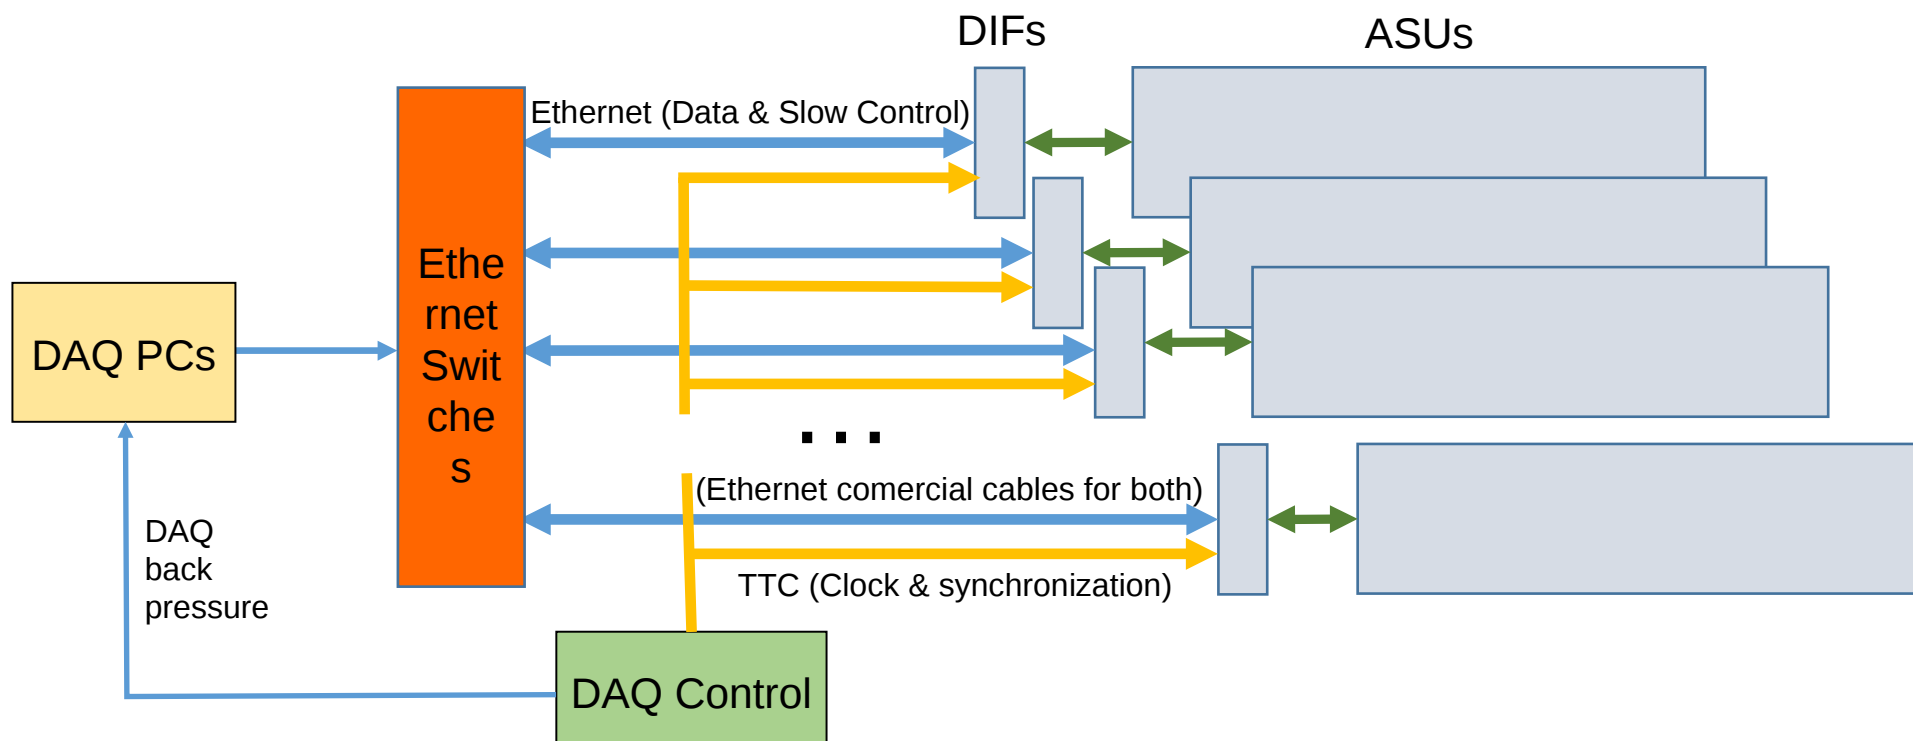 DIFs
ASUs
Ethernet (Data & Slow Control)
Ethe
rnet
Swit
che
s
DAQ PCs
...
(Ethernet comercial cables for both)
DAQ
back
pressure
TTC (Clock & synchronization)
DAQ Control